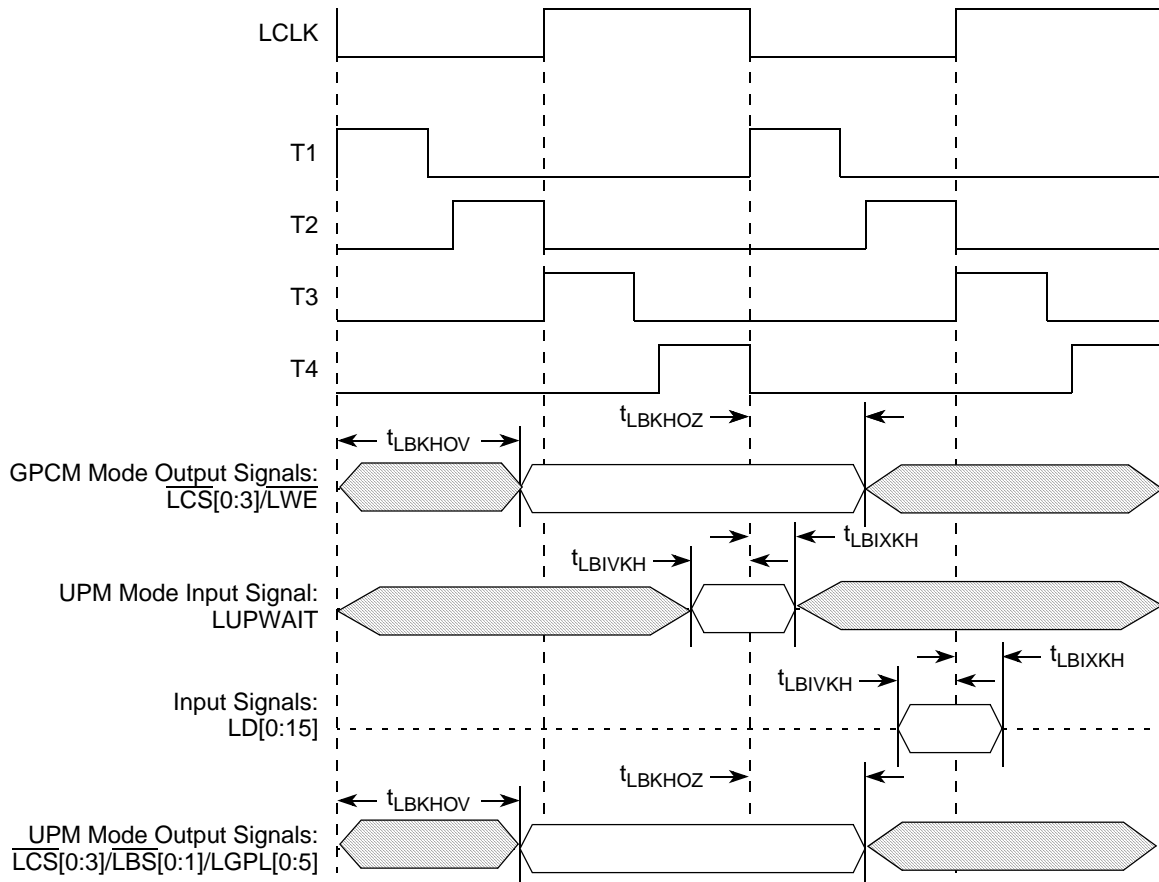 LCLK
T1
T2
T3
T4
tLBKHOZ
tLBKHOV
GPCM Mode Output Signals:
LCS[0:3]/LWE
tLBIXKH
tLBIVKH
UPM Mode Input Signal:
LUPWAIT
tLBIXKH
tLBIVKH
Input Signals:
LD[0:15]
tLBKHOZ
tLBKHOV
UPM Mode Output Signals:
LCS[0:3]/LBS[0:1]/LGPL[0:5]